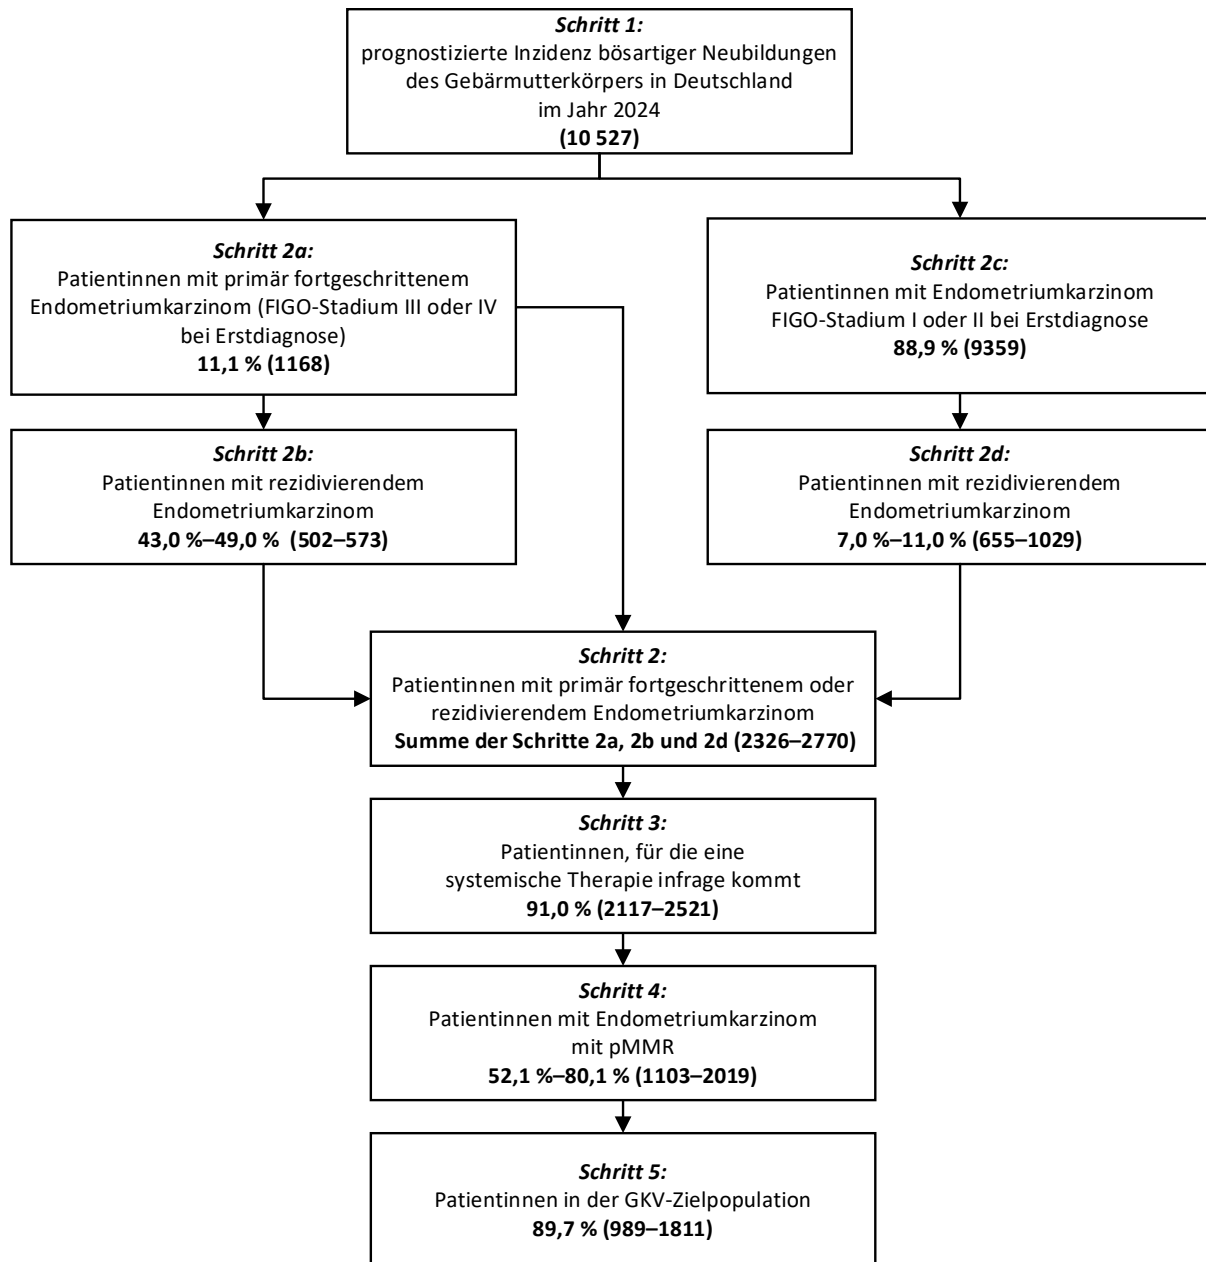 Schritt 1:
prognostizierte Inzidenz bösartiger Neubildungen
des Gebärmutterkörpers in Deutschland
im Jahr 2024
(10 527)
Schritt 2a:
Patientinnen mit primär fortgeschrittenem
Endometriumkarzinom (FIGO-Stadium III oder IV
bei Erstdiagnose)
11,1 % (1168)
Schritt 2c:
Patientinnen mit Endometriumkarzinom
FIGO-Stadium I oder II bei Erstdiagnose
88,9 % (9359)
Schritt 2b:
Patientinnen mit rezidivierendem
Endometriumkarzinom
43,0 %–49,0 % (502–573)
Schritt 2d:
Patientinnen mit rezidivierendem
Endometriumkarzinom
7,0 %–11,0 % (655–1029)
Schritt 2:
Patientinnen mit primär fortgeschrittenem oder
rezidivierendem Endometriumkarzinom
Summe der Schritte 2a, 2b und 2d (2326–2770)
Schritt 3:
Patientinnen, für die eine
systemische Therapie infrage kommt
91,0 % (2117–2521)
Schritt 4:
Patientinnen mit Endometriumkarzinom
mit pMMR
52,1 %–80,1 % (1103–2019)
Schritt 5:
Patientinnen in der GKV-Zielpopulation
89,7 % (989–1811)